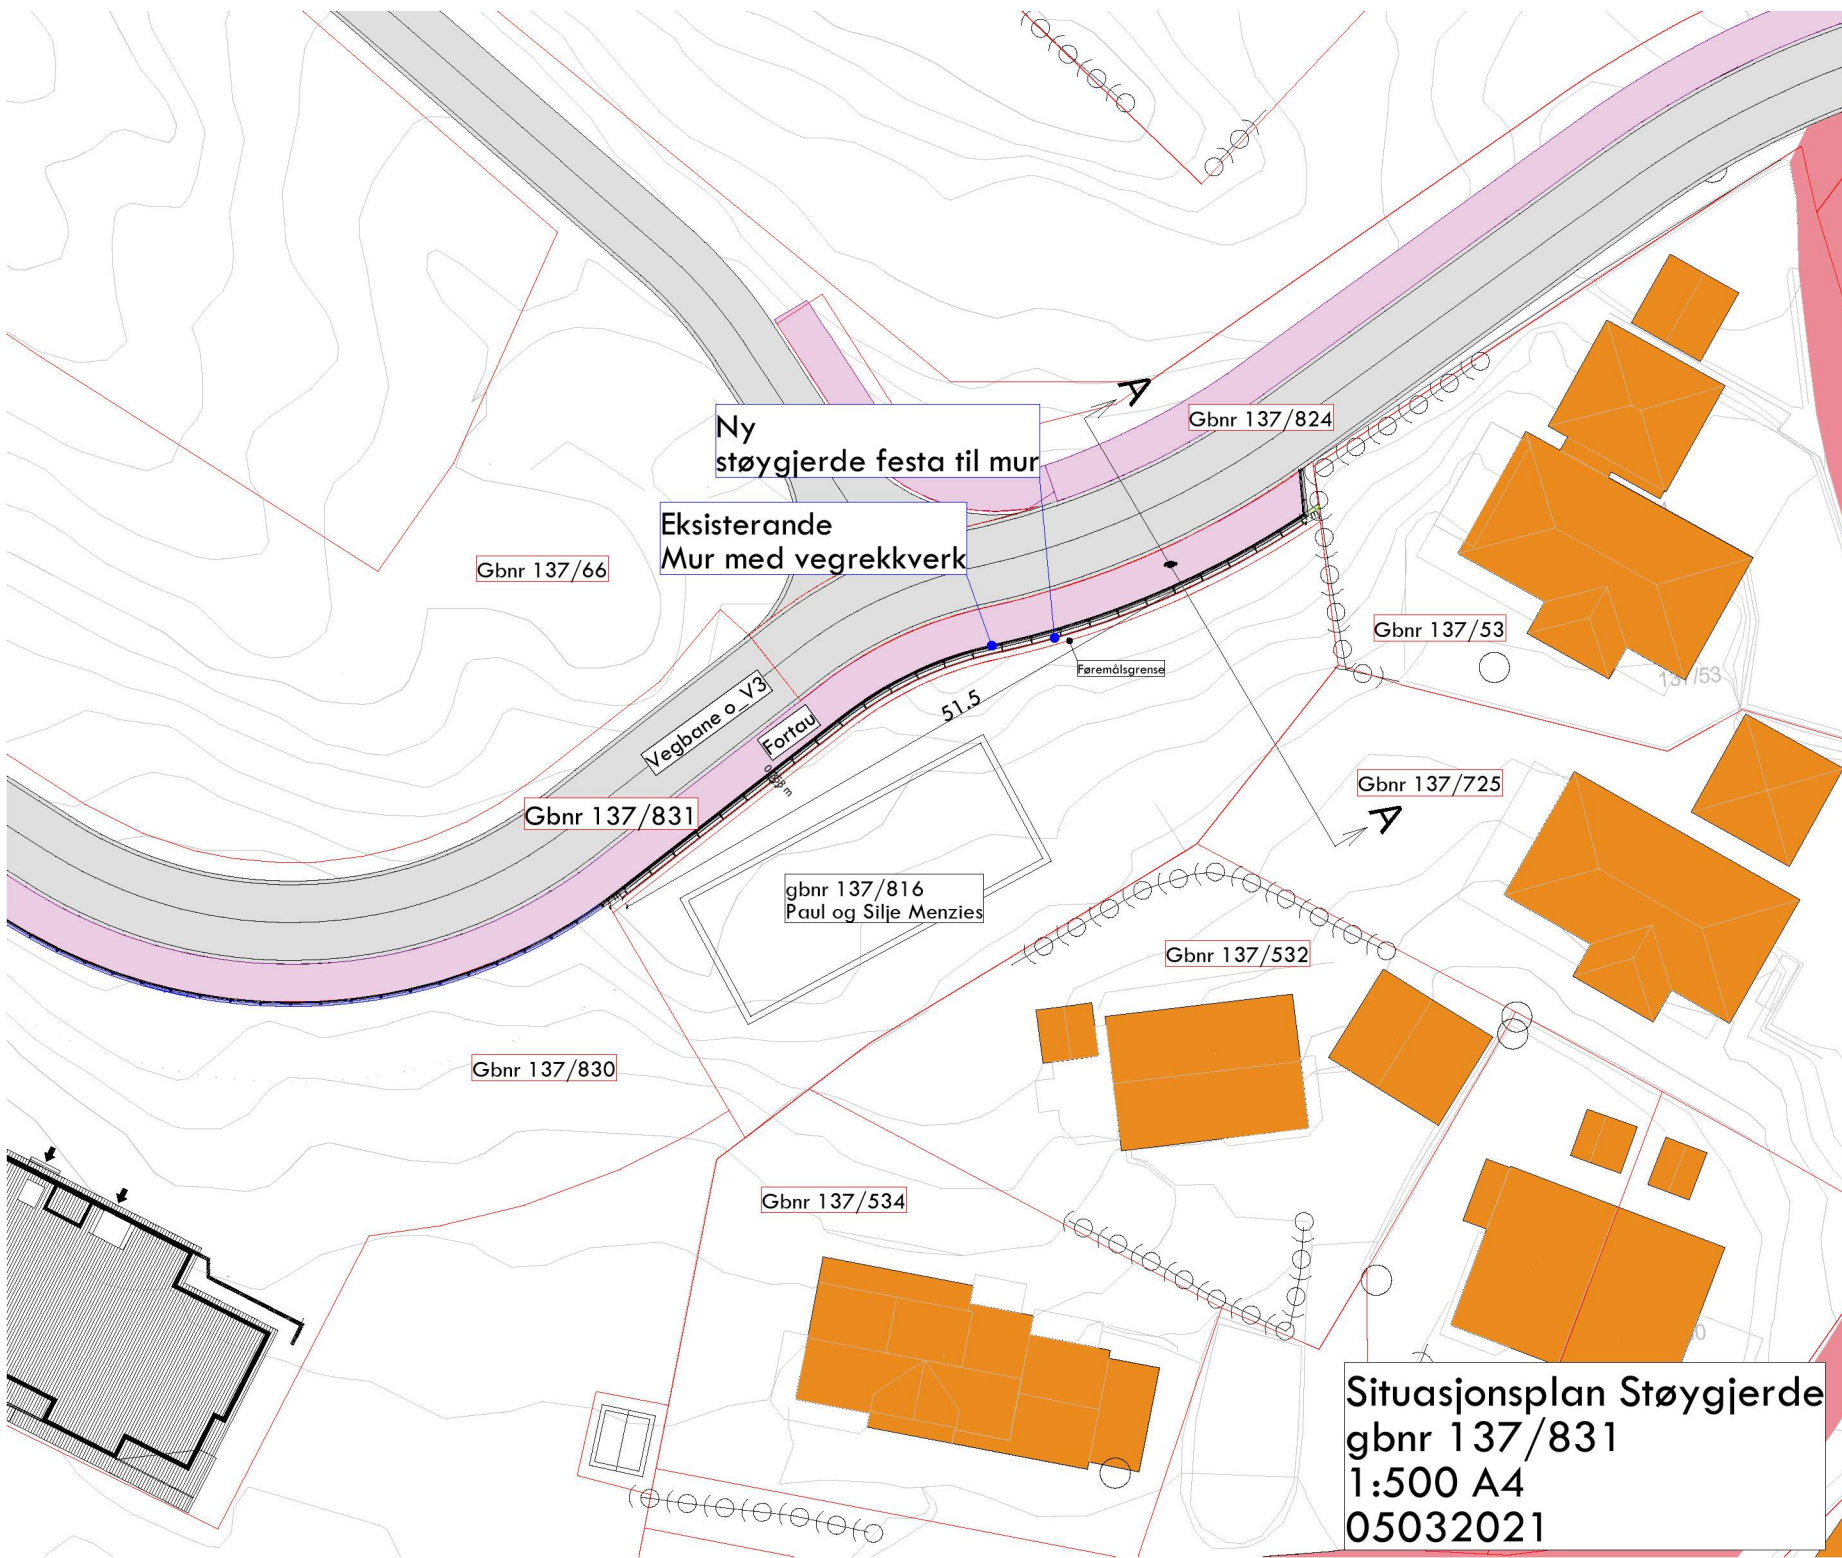 A
Gbnr 137/824
Ny
støygjerde festa til mur
Eksisterande
Mur med vegrekkverk
Gbnr 137/66
Gbnr 137/53
137/53
Føremålsgrense
Vegbane o_V3
Fortau
51.5
Gbnr 137/725
A
Gbnr 137/831
gbnr 137/816
Paul og Silje Menzies
Gbnr 137/532
Gbnr 137/830
Gbnr 137/534
Situasjonsplan Støygjerde
gbnr 137/831
1:500 A4
05032021